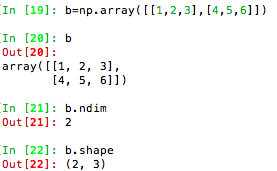 [In [19]: b=np.array([[1,2,3],[4,5,6]])
[In [20]: b
Out[20]:
array([[1, 2, 3],
       [4, 5, 6]])
[In [21]: b.ndim
Out[21]: 2
[In [22]: b.shape
Out[22]: (2, 3)